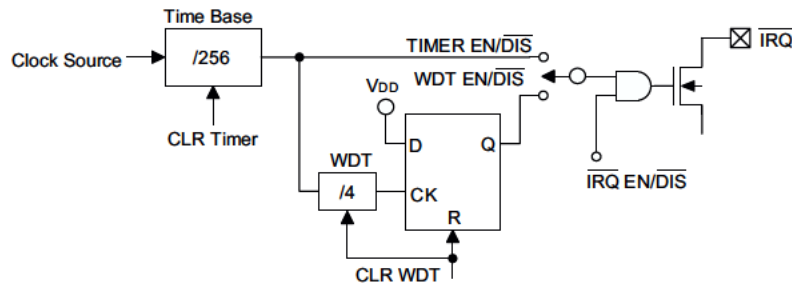 Time Base
Clock Source
/256
CLR Timer
TIMER EN/DIS
WDT EN/DIS
IRQ
VDD
D
Q
WDT
/4
CK
R
CLR WDT
IRQ EN/DIS